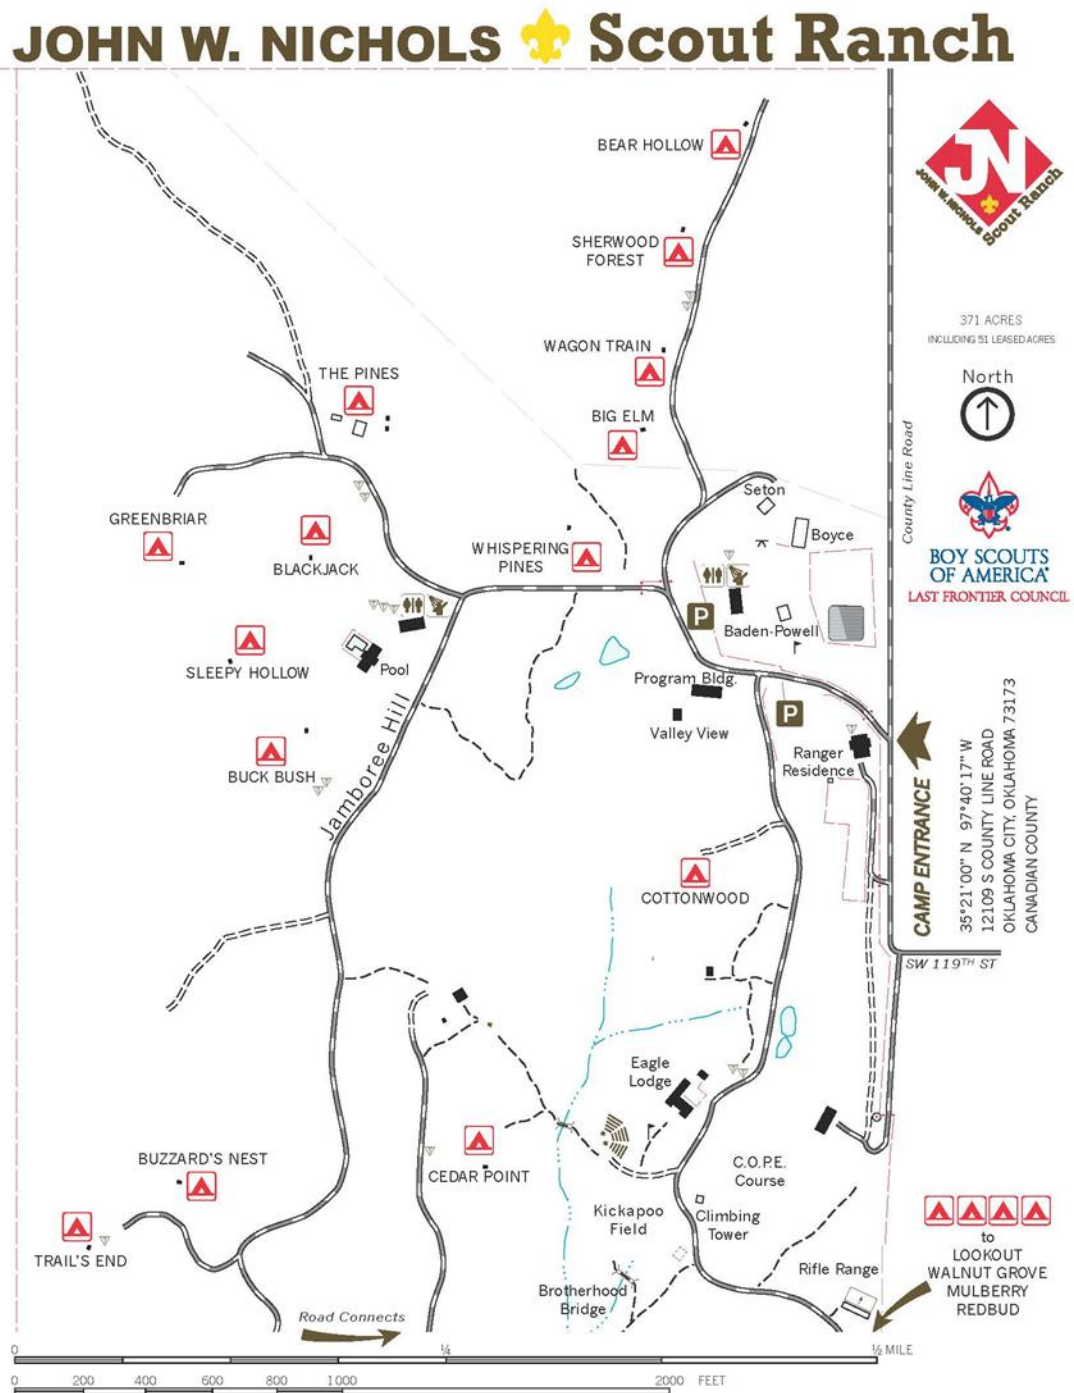 JOHN W. NICHOLS Scout Ranch
BEAR HOLLOW
JN
JOHN W. NICHOLS
Scout Ranch
SHERWOOD
FOREST
371 ACRES
INCLUDING 51 LEASED ACRES
WAGON TRAIN
THE PINES
North
BIG ELM
County Line Road
Seton
GREENBRIAR
Boyce
BLACKJACK
WHISPERING
PINES
BOY SCOUTS
OF AMERICA®
LAST FRONTIER COUNCIL
P
Baden-Powell
SLEEPY HOLLOW
Pool
Program Bldg.
Jamboree Hill
P
Valley View
Ranger
Residence
BUCK BUSH
CAMP ENTRANCE
35°21'00" N 97°40'17" W
12109 S COUNTY LINE ROAD
OKLAHOMA CITY, OKLAHOMA 73173
CANADIAN COUNTY
COTTONWOOD
SW 119TH ST
Eagle
Lodge
BUZZARD'S NEST
CEDAR POINT
C.O.P.E.
Course
Kickapoo
Field
Climbing
Tower
TRAIL'S END
to
LOOKOUT
WALNUT GROVE
MULBERRY
REDBUD
Rifle Range
Brotherhood
Bridge
Road Connects
0 ¼ ½ MILE
0 200 400 600 800 1000 2000 FEET